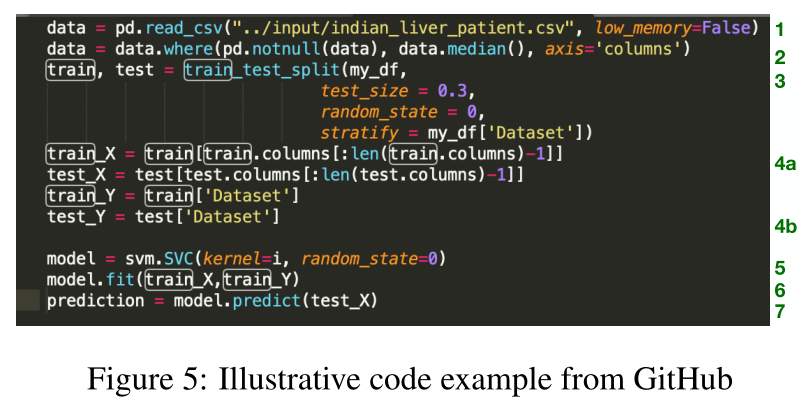 data = pd.read_csv("../input/indian_liver_patient.csv", low_memory=False) 1
data = data.where(pd.notnull(data), data.median(), axis='columns') 2
train, test = train_test_split(my_df, 3
test_size = 0.3,
random_state = 0,
stratify = my_df['Dataset'])
train_X = train[train.columns[:len(train.columns)-1]] 4a
test_X = test[test.columns[:len(test.columns)-1]]
train_Y = train['Dataset']
test_Y = test['Dataset'] 4b
model = svm.SVC(kernel=i, random_state=0) 5
model.fit(train_X,train_Y) 6
prediction = model.predict(test_X) 7
Figure 5: Illustrative code example from GitHub